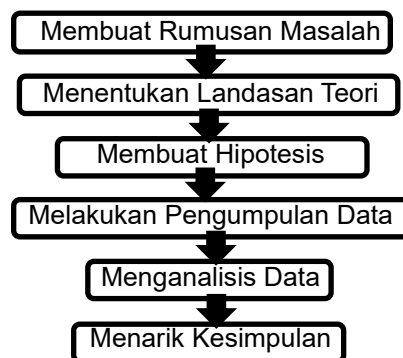 Membuat Rumusan Masalah
Menentukan Landasan Teori
Membuat Hipotesis
Melakukan Pengumpulan Data
Menganalisis Data
Menarik Kesimpulan